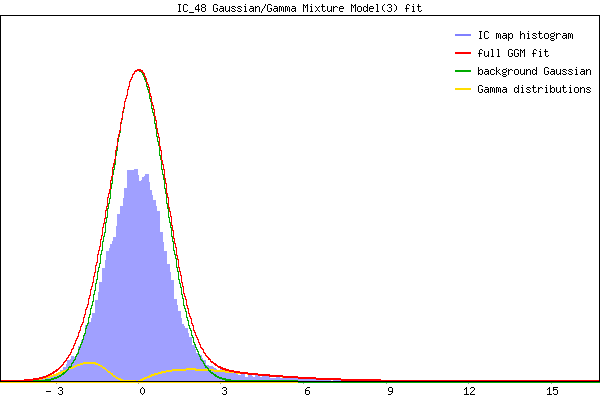 IC_48 Gaussian/Gamma Mixture Model(3) fit
IC map histogram
full GGM fit
background Gaussian
Gamma distributions
-3 0 3 6 9 12 15